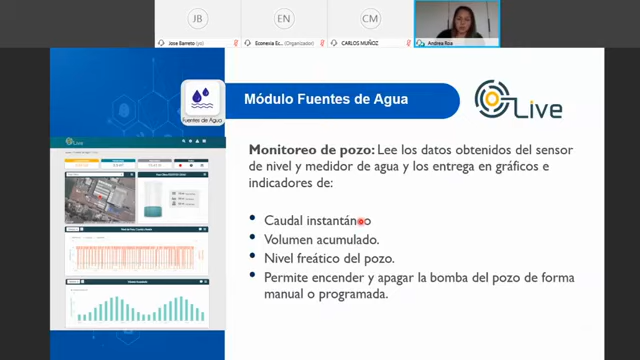 JB
EN
CM
Jose Barreto (yo)
Econexia Ec... (Organizador)
CARLOS MUÑOZ
Andrea Roa
Módulo Fuentes de Agua
Live
Fuentes de Agua
Monitoreo de pozo: Lee los datos obtenidos del sensor
de nivel y medidor de agua y los entrega en gráficos e
indicadores de:
• Caudal instantáneo
• Volumen acumulado.
• Nivel freático del pozo.
• Permite encender y apagar la bomba del pozo de forma
manual o programada.